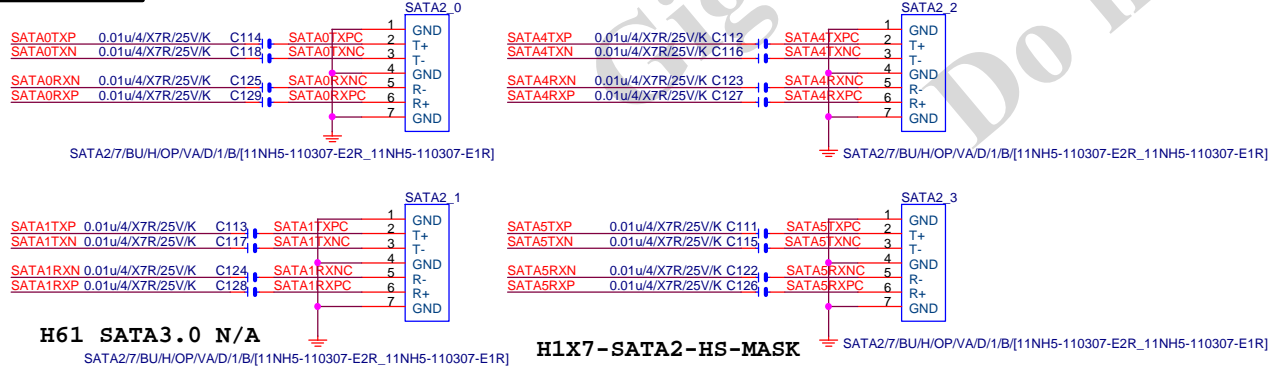 SATA2_0
1 GND
SATA0TXP 0.01u/4/X7R/25V/K C114 SATA0TXPC 2 T+
SATA0TXN 0.01u/4/X7R/25V/K C118 SATA0TXNC 3 T-
4 GND
SATA0RXN 0.01u/4/X7R/25V/K C125 SATA0RXNC 5 R-
SATA0RXP 0.01u/4/X7R/25V/K C129 SATA0RXPC 6 R+
7 GND
SATA2/7/BU/H/OP/VA/D/1/B/[11NH5-110307-E2R_11NH5-110307-E1R]
SATA2_2
1 GND
SATA4TXP 0.01u/4/X7R/25V/K C112 SATA4TXPC 2 T+
SATA4TXN 0.01u/4/X7R/25V/K C116 SATA4TXNC 3 T-
4 GND
SATA4RXN 0.01u/4/X7R/25V/K C123 SATA4RXNC 5 R-
SATA4RXP 0.01u/4/X7R/25V/K C127 SATA4RXPC 6 R+
7 GND
SATA2/7/BU/H/OP/VA/D/1/B/[11NH5-110307-E2R_11NH5-110307-E1R]
SATA2_1
1 GND
SATA1TXP 0.01u/4/X7R/25V/K C113 SATA1TXPC 2 T+
SATA1TXN 0.01u/4/X7R/25V/K C117 SATA1TXNC 3 T-
4 GND
SATA1RXN 0.01u/4/X7R/25V/K C124 SATA1RXNC 5 R-
SATA1RXP 0.01u/4/X7R/25V/K C128 SATA1RXPC 6 R+
7 GND
H61 SATA3.0 N/A
SATA2/7/BU/H/OP/VA/D/1/B/[11NH5-110307-E2R_11NH5-110307-E1R]
SATA2_3
1 GND
SATA5TXP 0.01u/4/X7R/25V/K C111 SATA5TXPC 2 T+
SATA5TXN 0.01u/4/X7R/25V/K C115 SATA5TXNC 3 T-
4 GND
SATA5RXN 0.01u/4/X7R/25V/K C122 SATA5RXNC 5 R-
SATA5RXP 0.01u/4/X7R/25V/K C126 SATA5RXPC 6 R+
7 GND
H1X7-SATA2-HS-MASK
SATA2/7/BU/H/OP/VA/D/1/B/[11NH5-110307-E2R_11NH5-110307-E1R]
Do